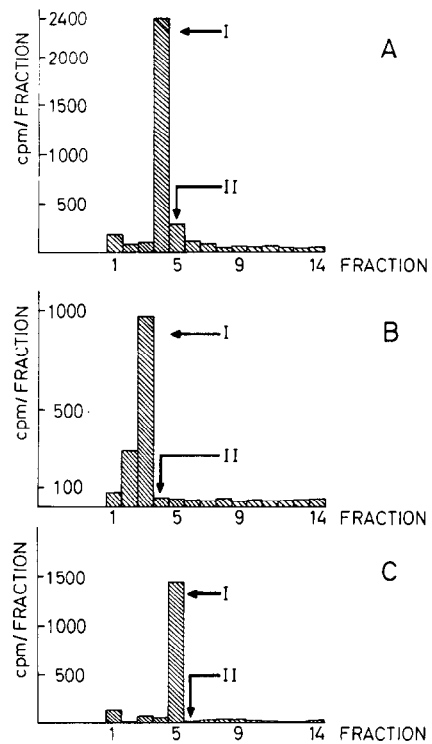 2400
I
A
2000
1500
cpm/FRACTION
1000
II
500
1 5 9 14 FRACTION
1000
I
B
cpm/FRACTION
500
II
100
1 5 9 14 FRACTION
C
1500
I
cpm/FRACTION
1000
500
II
1 5 9 14 FRACTION